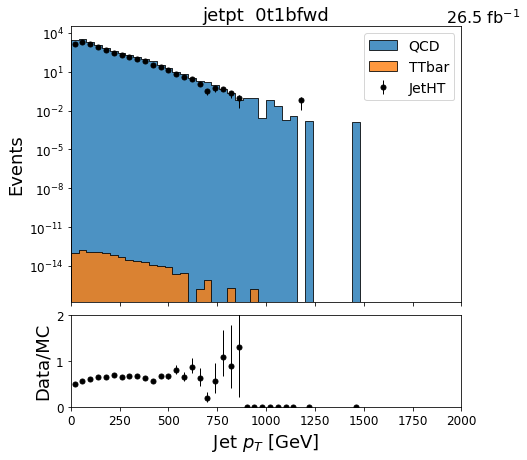 jetpt 0t1bfwd
26.5 fb⁻¹
QCD
TTbar
JetHT
Events
10⁴
10¹
10⁻²
10⁻⁵
10⁻⁸
10⁻¹¹
10⁻¹⁴
Data/MC
2
1
0
0 250 500 750 1000 1250 1500 1750 2000
Jet p_T [GeV]